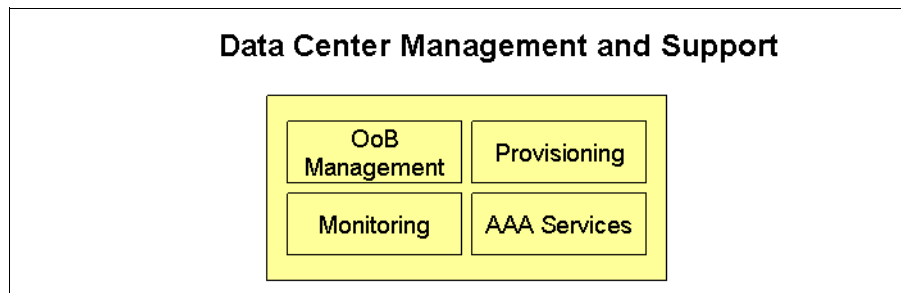 Data Center Management and Support
OoB
Management
Provisioning
Monitoring
AAA Services